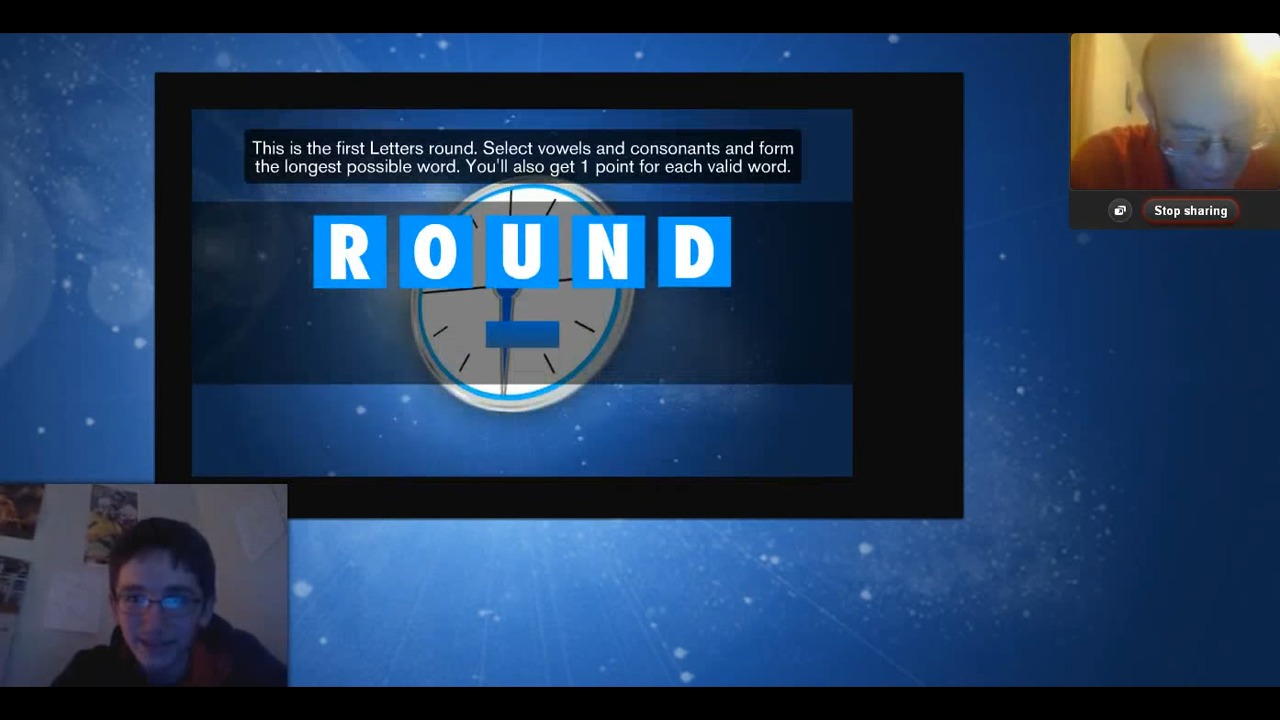 This is the first Letters round. Select vowels and consonants and form
the longest possible word. You'll also get 1 point for each valid word.
ROUND
Stop sharing